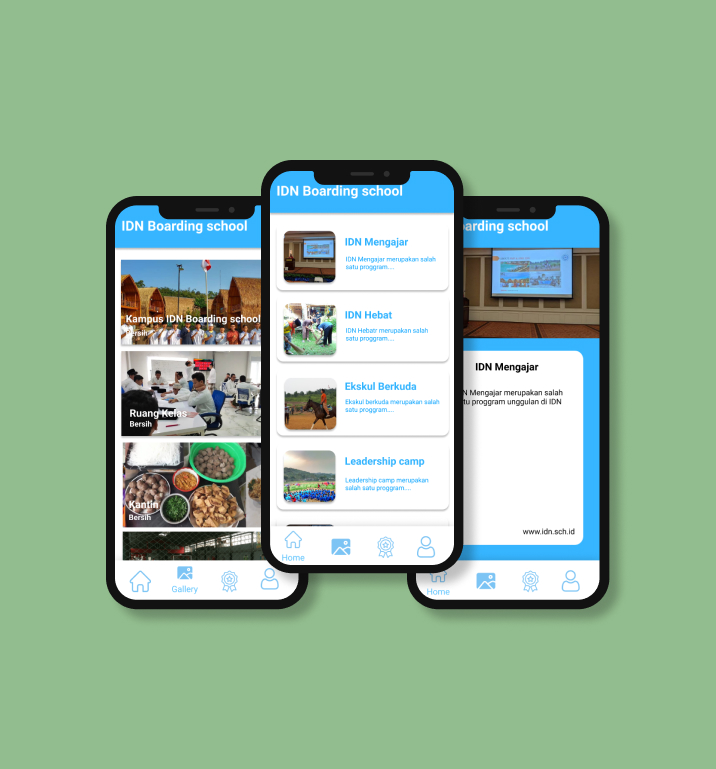 IDN Boarding school
Kampus IDN Boarding school
Bersih
Ruang Kelas
Bersih
Kantin
Bersih
Gallery
IDN Boarding school
IDN Mengajar
IDN Mengajar merupakan salah
satu proggram....
IDN Hebat
IDN Hebatr merupakan salah
satu proggram....
Ekskul Berkuda
Ekskul berkuda merupakan salah
satu proggram....
Leadership camp
Leadership camp merupakan
salah satu proggram....
Home
arding school
IDN Mengajar
N Mengajar merupakan salah
tu proggram unggulan di IDN
www.idn.sch.id
Home